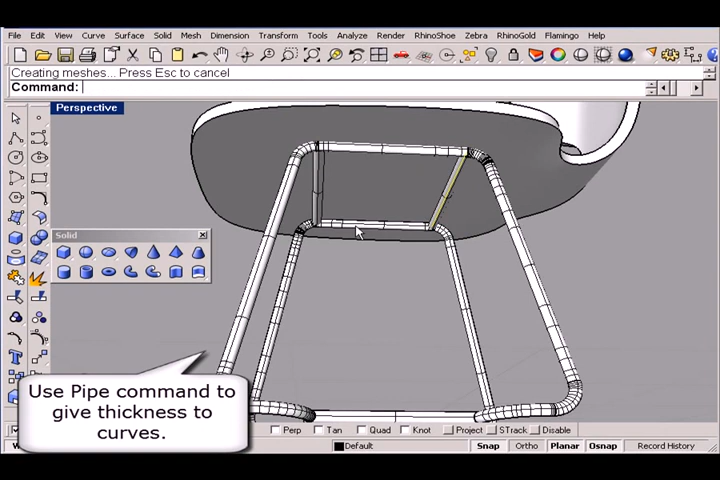 File Edit View Curve Surface Solid Mesh Dimension Transform Tools Analyze Render RhinoShoe Zebra RhinoGold Flamingo Help
Creating meshes... Press Esc to cancel
Command:
Perspective
Solid
Use Pipe command to
give thickness to
curves.
Perp Tan Quad Knot Project STrack Disable
Default Snap Ortho Planar Osnap Record History